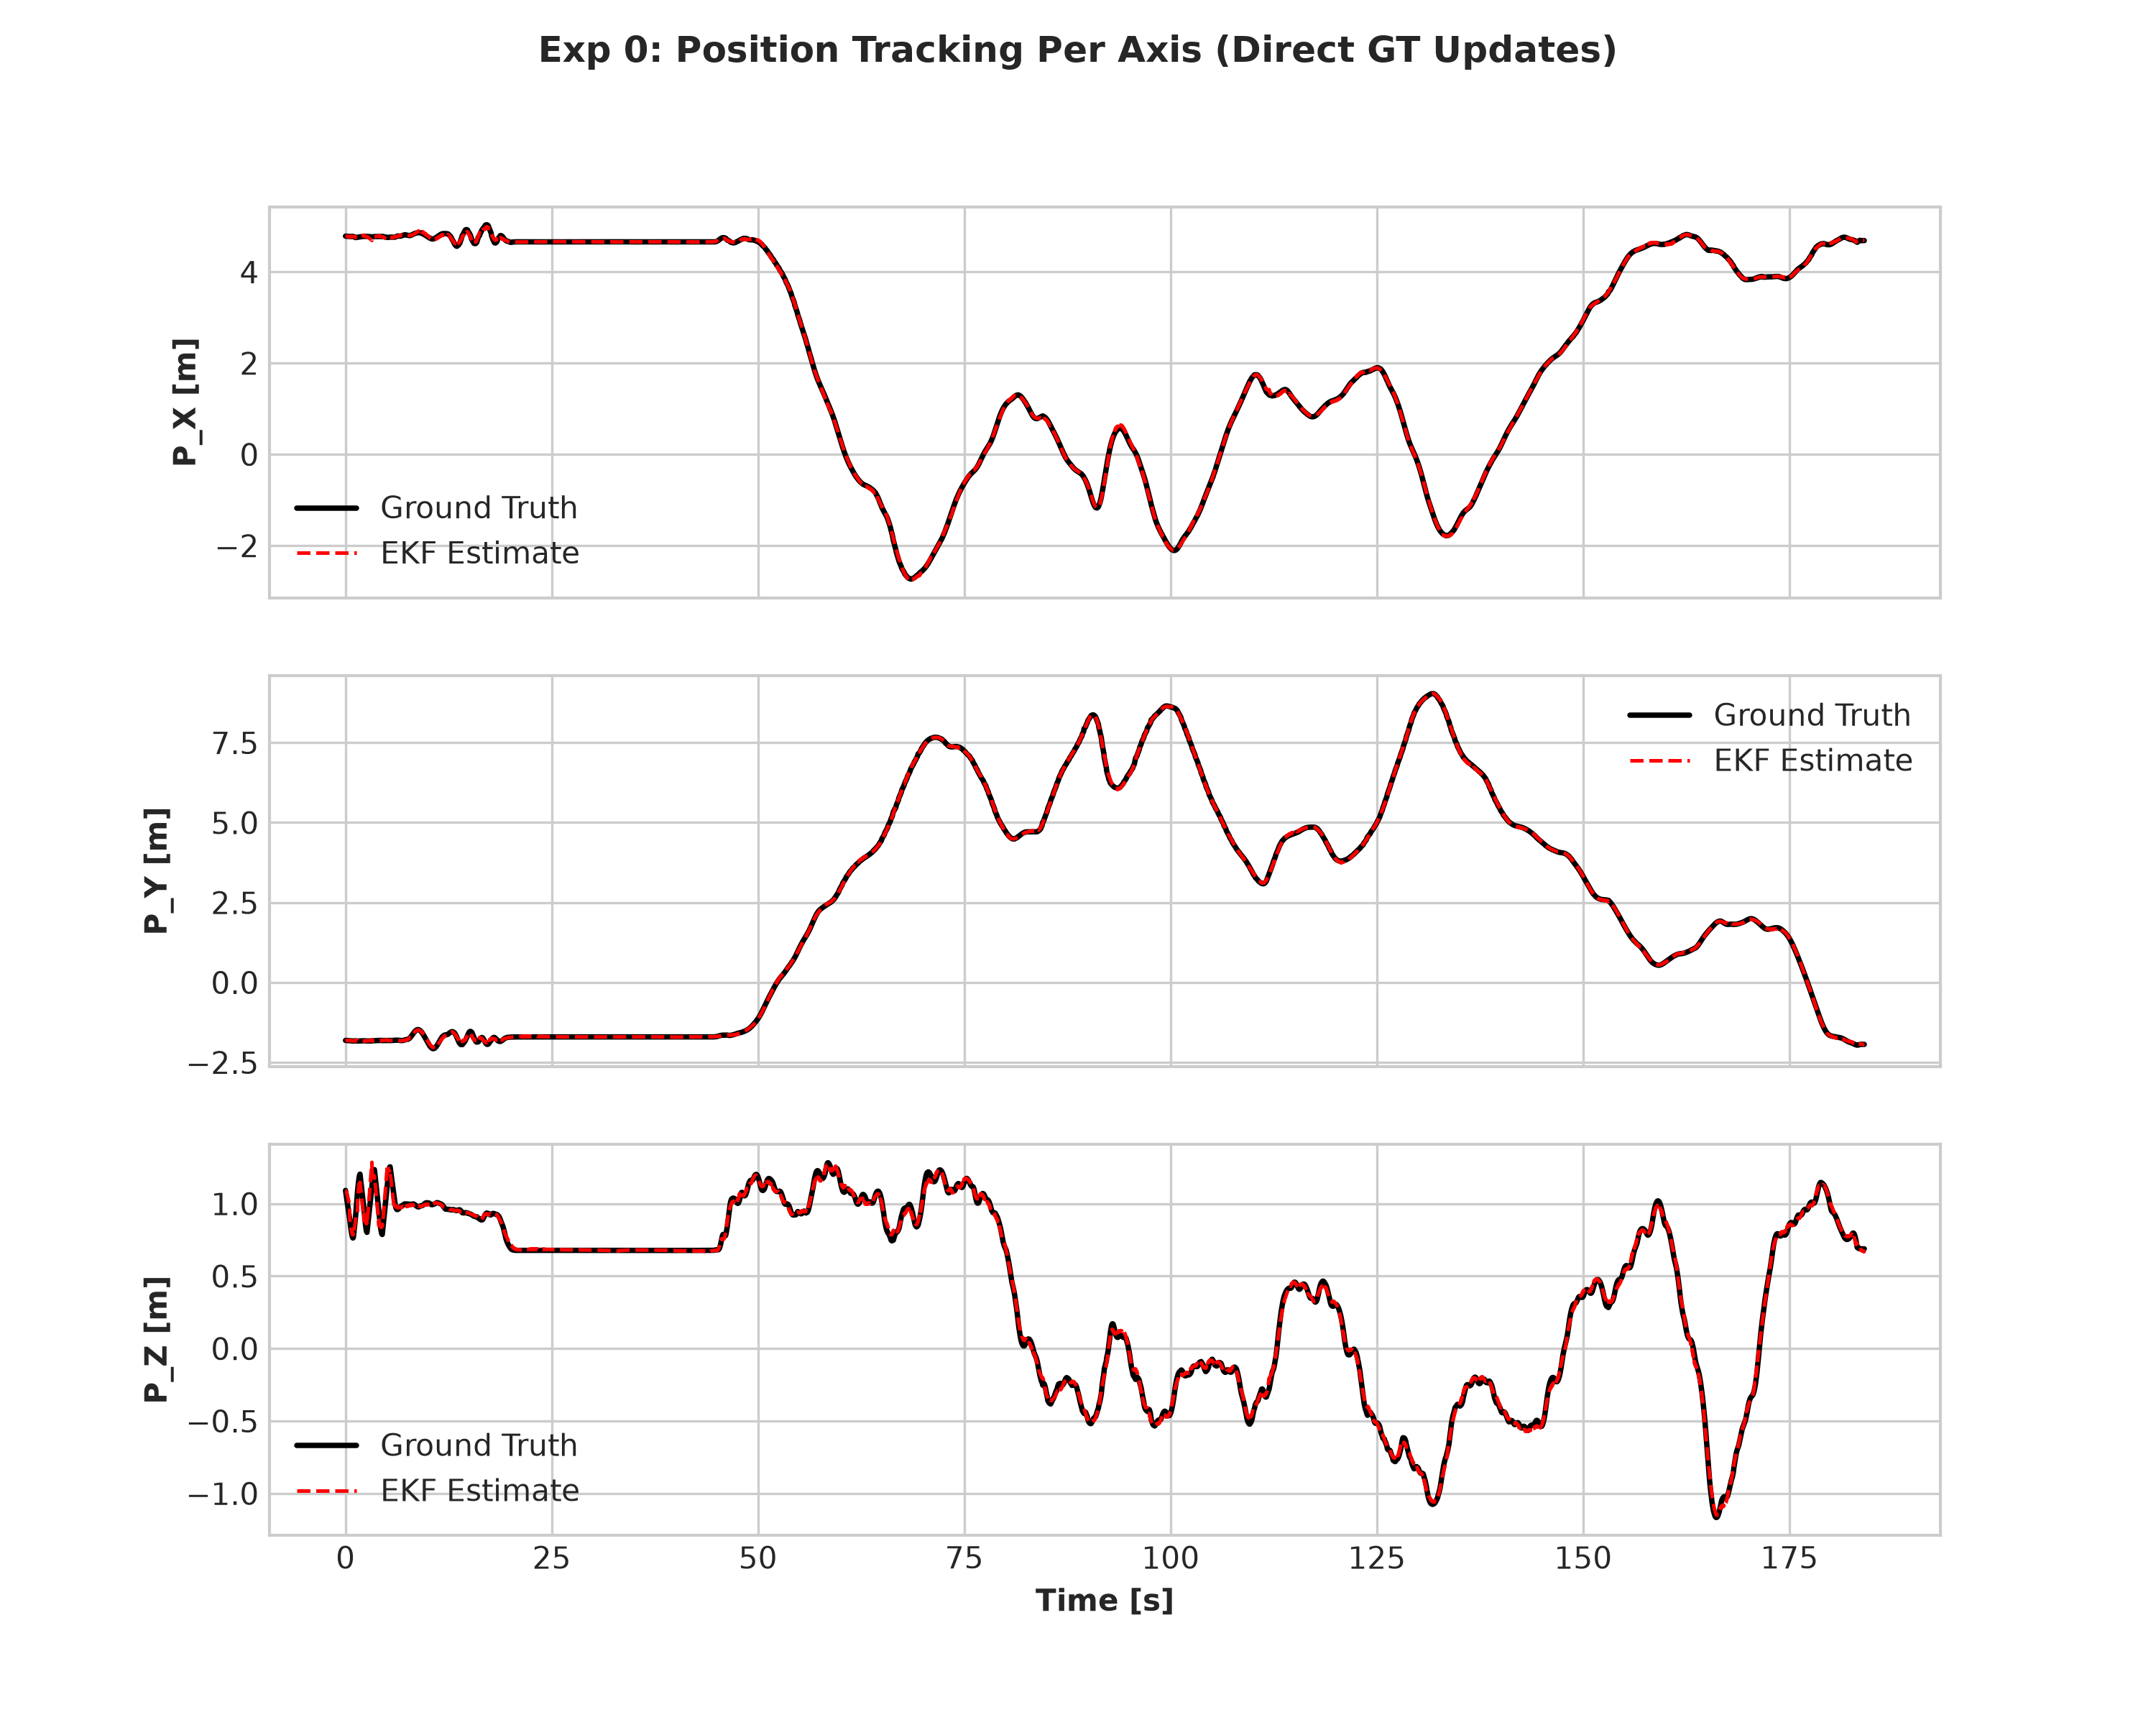 Exp 0: Position Tracking Per Axis (Direct GT Updates)
4
2
0
−2
P_X [m]
Ground Truth
EKF Estimate
7.5
5.0
2.5
0.0
−2.5
P_Y [m]
Ground Truth
EKF Estimate
1.0
0.5
0.0
−0.5
−1.0
P_Z [m]
Ground Truth
EKF Estimate
0 25 50 75 100 125 150 175
Time [s]